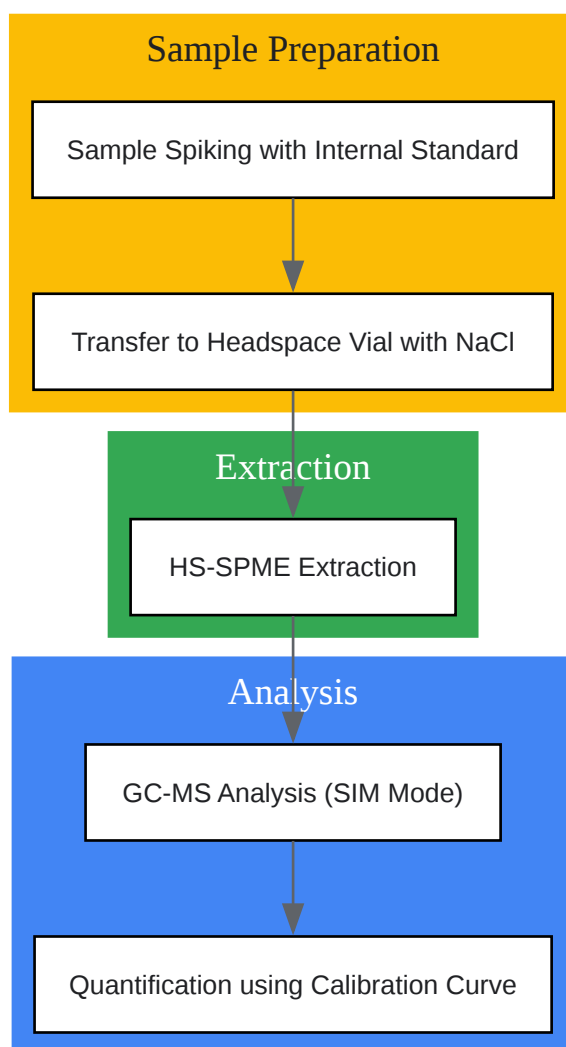 Sample Preparation
Sample Spiking with Internal Standard
Transfer to Headspace Vial with NaCl
Extraction
HS-SPME Extraction
Analysis
GC-MS Analysis (SIM Mode)
Quantification using Calibration Curve